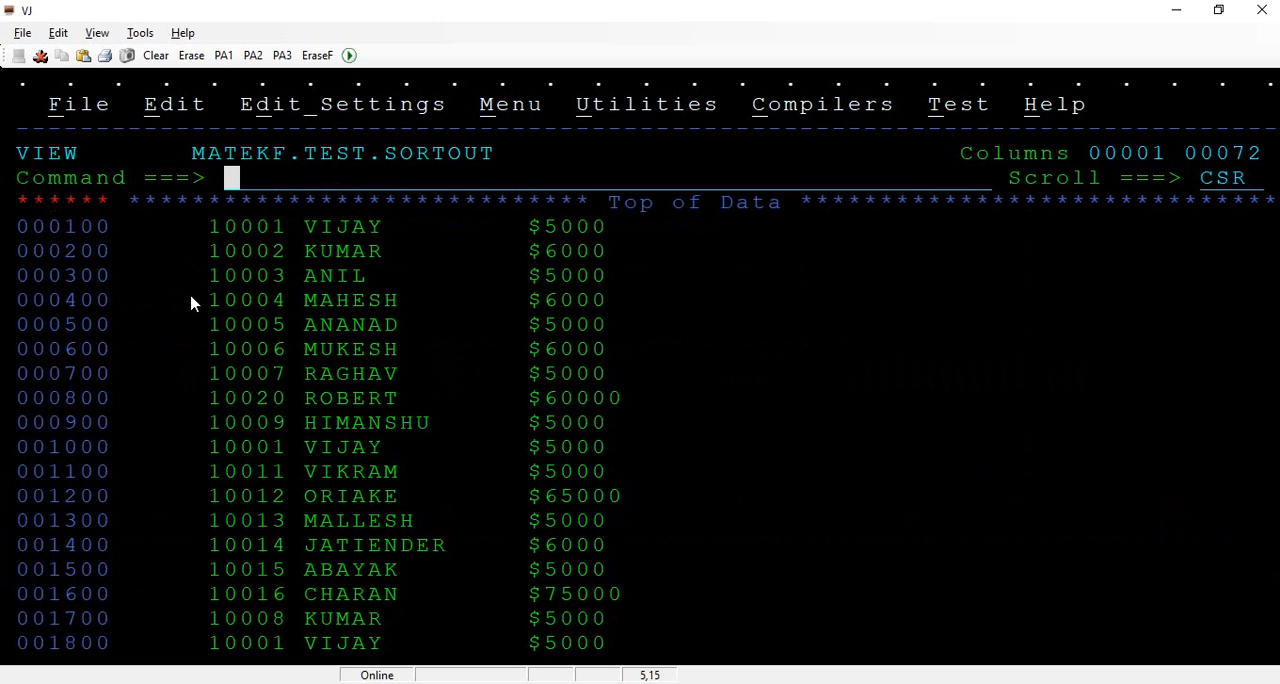 VJ
File Edit View Tools Help
Clear Erase PA1 PA2 PA3 EraseF
File Edit Edit_Settings Menu Utilities Compilers Test Help
VIEW MATEKF.TEST.SORTOUT Columns 00001 00072
Command ===> Scroll ===> CSR
****** ***************************** Top of Data ******************************
000100 10001 VIJAY $5000
000200 10002 KUMAR $6000
000300 10003 ANIL $5000
000400 10004 MAHESH $6000
000500 10005 ANANAD $5000
000600 10006 MUKESH $6000
000700 10007 RAGHAV $5000
000800 10020 ROBERT $60000
000900 10009 HIMANSHU $5000
001000 10001 VIJAY $5000
001100 10011 VIKRAM $5000
001200 10012 ORIAKE $65000
001300 10013 MALLESH $5000
001400 10014 JATIENDER $6000
001500 10015 ABAYAK $5000
001600 10016 CHARAN $75000
001700 10008 KUMAR $5000
001800 10001 VIJAY $5000
Online 5,15